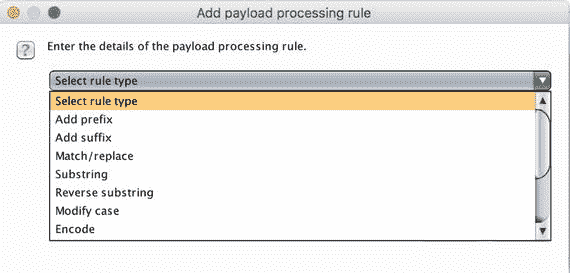 Add payload processing rule
?
Enter the details of the payload processing rule.
Select rule type
Select rule type
Add prefix
Add suffix
Match/replace
Substring
Reverse substring
Modify case
Encode